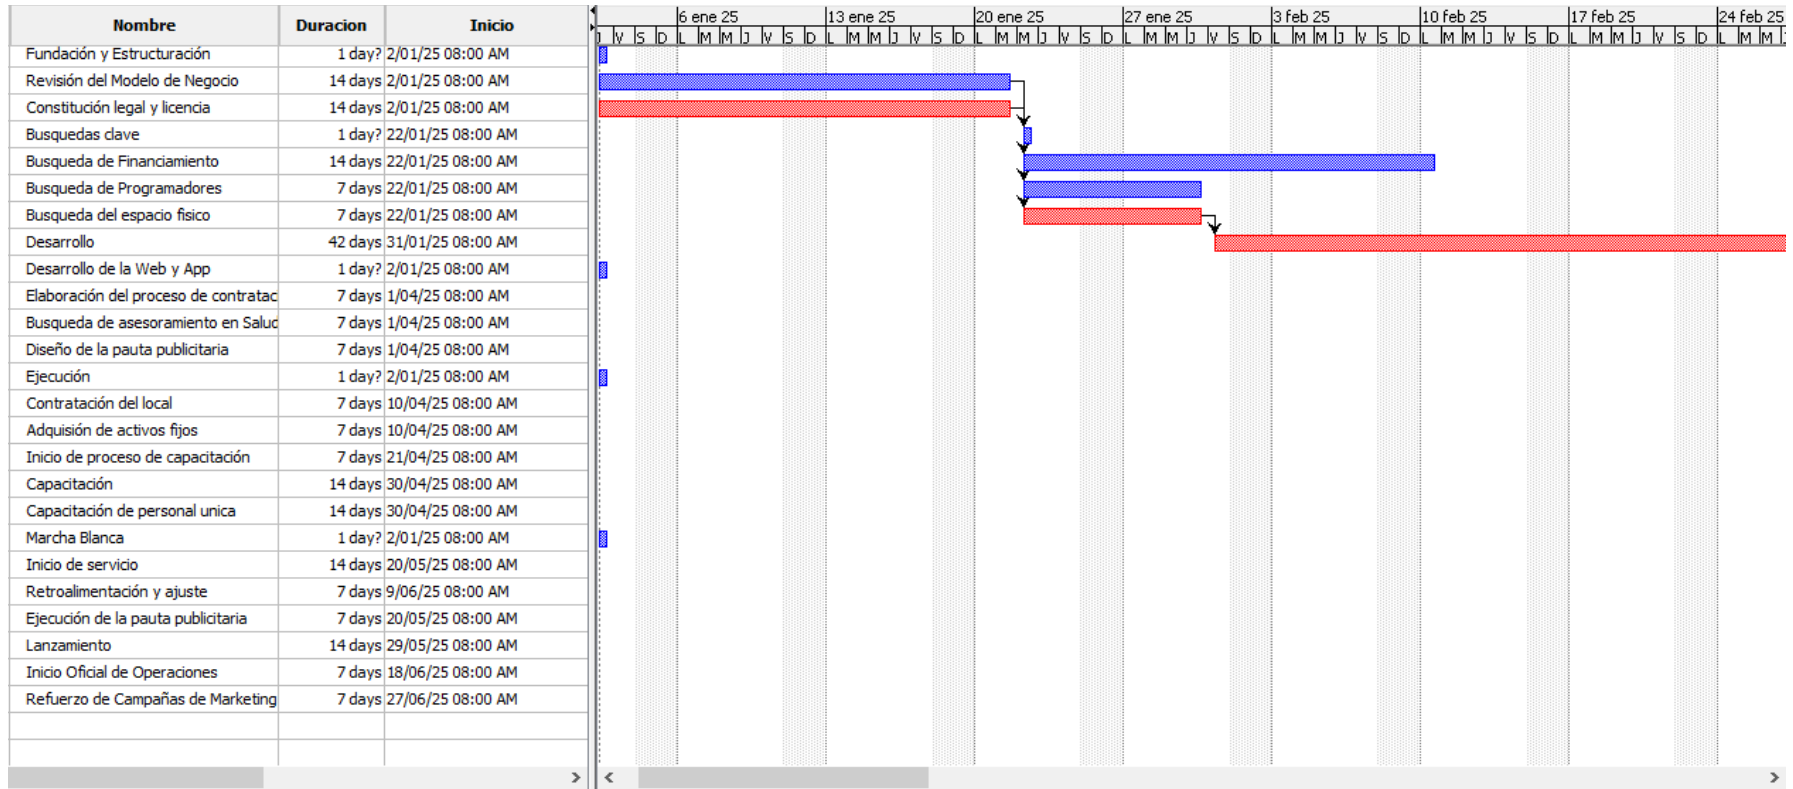 Nombre Duracion Inicio
6 ene 25 13 ene 25 20 ene 25 27 ene 25 3 feb 25 10 feb 25 17 feb 25 24 feb 25
J V S D L M M J V S D L M M J V S D L M M J V S D L M M J V S D L M M J V S D L M M J V S D L M M J V S D L M M J
Fundación y Estructuración 1 day? 2/01/25 08:00 AM
Revisión del Modelo de Negocio 14 days 2/01/25 08:00 AM
Constitución legal y licencia 14 days 2/01/25 08:00 AM
Busquedas clave 1 day? 22/01/25 08:00 AM
Busqueda de Financiamiento 14 days 22/01/25 08:00 AM
Busqueda de Programadores 7 days 22/01/25 08:00 AM
Busqueda del espacio fisico 7 days 22/01/25 08:00 AM
Desarrollo 42 days 31/01/25 08:00 AM
Desarrollo de la Web y App 1 day? 2/01/25 08:00 AM
Elaboración del proceso de contratac 7 days 1/04/25 08:00 AM
Busqueda de asesoramiento en Salud 7 days 1/04/25 08:00 AM
Diseño de la pauta publicitaria 7 days 1/04/25 08:00 AM
Ejecución 1 day? 2/01/25 08:00 AM
Contratación del local 7 days 10/04/25 08:00 AM
Adquisión de activos fijos 7 days 10/04/25 08:00 AM
Inicio de proceso de capacitación 7 days 21/04/25 08:00 AM
Capacitación 14 days 30/04/25 08:00 AM
Capacitación de personal unica 14 days 30/04/25 08:00 AM
Marcha Blanca 1 day? 2/01/25 08:00 AM
Inicio de servicio 14 days 20/05/25 08:00 AM
Retroalimentación y ajuste 7 days 9/06/25 08:00 AM
Ejecución de la pauta publicitaria 7 days 20/05/25 08:00 AM
Lanzamiento 14 days 29/05/25 08:00 AM
Inicio Oficial de Operaciones 7 days 18/06/25 08:00 AM
Refuerzo de Campañas de Marketing 7 days 27/06/25 08:00 AM